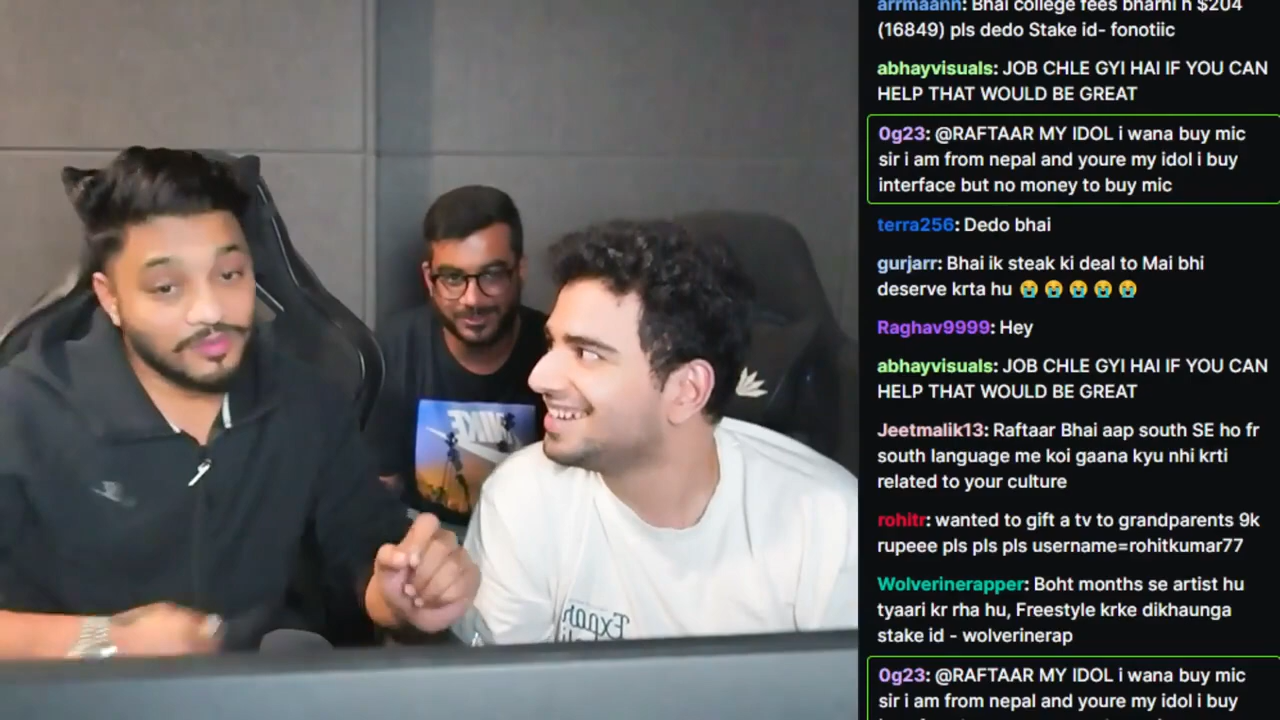 arrmaann: Bhai college fees bharni h $204
(16849) pls dedo Stake id- fonotiic
abhayvisuals: JOB CHLE GYI HAI IF YOU CAN
HELP THAT WOULD BE GREAT
0g23: @RAFTAAR MY IDOL i wana buy mic
sir i am from nepal and youre my idol i buy
interface but no money to buy mic
terra256: Dedo bhai
gurjarr: Bhai ik steak ki deal to Mai bhi
deserve krta hu 😭😭😭😭😭
Raghav9999: Hey
abhayvisuals: JOB CHLE GYI HAI IF YOU CAN
HELP THAT WOULD BE GREAT
Jeetmalik13: Raftaar Bhai aap south SE ho fr
south language me koi gaana kyu nhi krti
related to your culture
rohitr: wanted to gift a tv to grandparents 9k
rupeee pls pls pls username=rohitkumar77
Wolverinerapper: Boht months se artist hu
tyaari kr rha hu, Freestyle krke dikhaunga
stake id - wolverinerap
0g23: @RAFTAAR MY IDOL i wana buy mic
sir i am from nepal and youre my idol i buy
NIKE